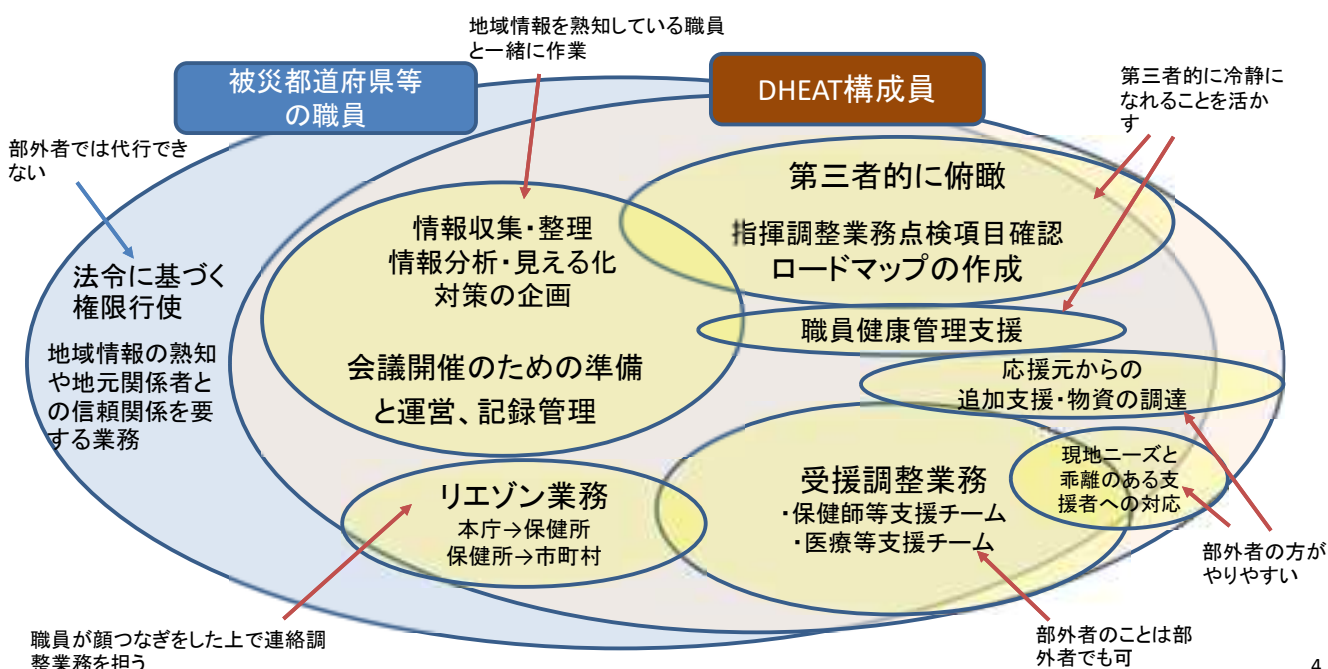 地域情報を熟知している職員
と一緒に作業
被災都道府県等
の職員
DHEAT構成員
第三者的に冷静に
なれることを活か
す
部外者では代行でき
ない
第三者的に俯瞰
指揮調整業務点検項目確認
ロードマップの作成
情報収集・整理
情報分析・見える化
対策の企画
会議開催のための準備
と運営、記録管理
法令に基づく
権限行使
地域情報の熟知
や地元関係者と
の信頼関係を要
する業務
職員健康管理支援
応援元からの
追加支援・物資の調達
現地ニーズと
乖離のある支
援者への対応
受援調整業務
・保健師等支援チーム
・医療等支援チーム
リエゾン業務
本庁→保健所
保健所→市町村
部外者の方が
やりやすい
職員が顔つなぎをした上で連絡調
整業務を担う
部外者のことは部
外者でも可
4